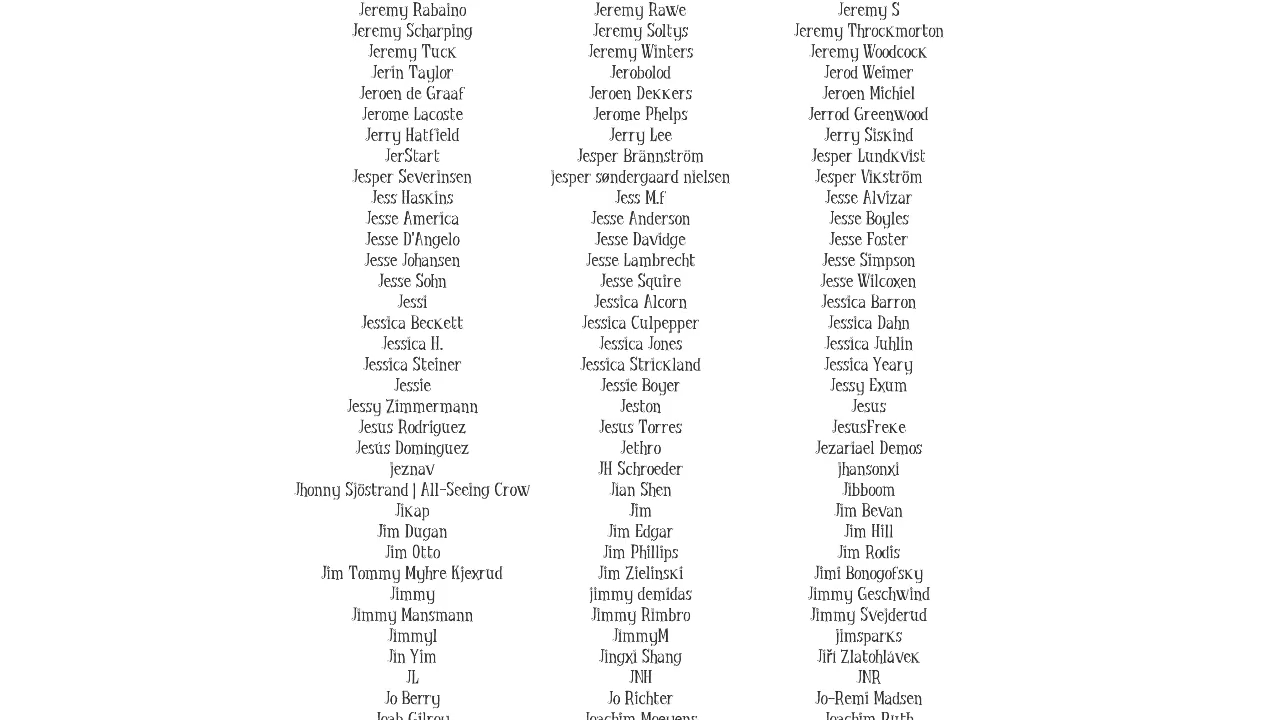 Jeremy Rabaino Jeremy Rawe Jeremy S
Jeremy Scharping Jeremy Soltys Jeremy Throckmorton
Jeremy Tuck Jeremy Winters Jeremy Woodcock
Jerin Taylor Jerobolod Jerod Weimer
Jeroen de Graaf Jeroen Dekkers Jeroen Michiel
Jerome Lacoste Jerome Phelps Jerrod Greenwood
Jerry Hatfield Jerry Lee Jerry Siskind
JerStart Jesper Brännström Jesper Lundkvist
Jesper Severinsen jesper søndergaard nielsen Jesper Vikström
Jess Haskins Jess M.f Jesse Alvizar
Jesse America Jesse Anderson Jesse Boyles
Jesse D'Angelo Jesse Davidge Jesse Foster
Jesse Johansen Jesse Lambrecht Jesse Simpson
Jesse Sohn Jesse Squire Jesse Wilcoxen
Jessi Jessica Alcorn Jessica Barron
Jessica Beckett Jessica Culpepper Jessica Dahn
Jessica H. Jessica Jones Jessica Juhlin
Jessica Steiner Jessica Strickland Jessica Yeary
Jessie Jessie Boyer Jessy Exum
Jessy Zimmermann Jeston Jesus
Jesus Rodriguez Jesus Torres JesusFreke
Jesús Domínguez Jethro Jezariael Demos
jeznav JH Schroeder jhansonxi
Jhonny Sjöstrand | All-Seeing Crow Jian Shen Jibboom
Jikap Jim Jim Bevan
Jim Dugan Jim Edgar Jim Hill
Jim Otto Jim Phillips Jim Rodis
Jim Tommy Myhre Kjexrud Jim Zielinski Jimi Bonogofsky
Jimmy jimmy demidas Jimmy Geschwind
Jimmy Mansmann Jimmy Rimbro Jimmy Svejderud
JimmyM jimsparks
Jin Yim Jingxi Shang Jiří Zlatohlávek
JL JNH JNR
Jo Berry Jo Richter Jo-Remi Madsen
Joah Gilroy Joachim Moeyens Joachim Ruth